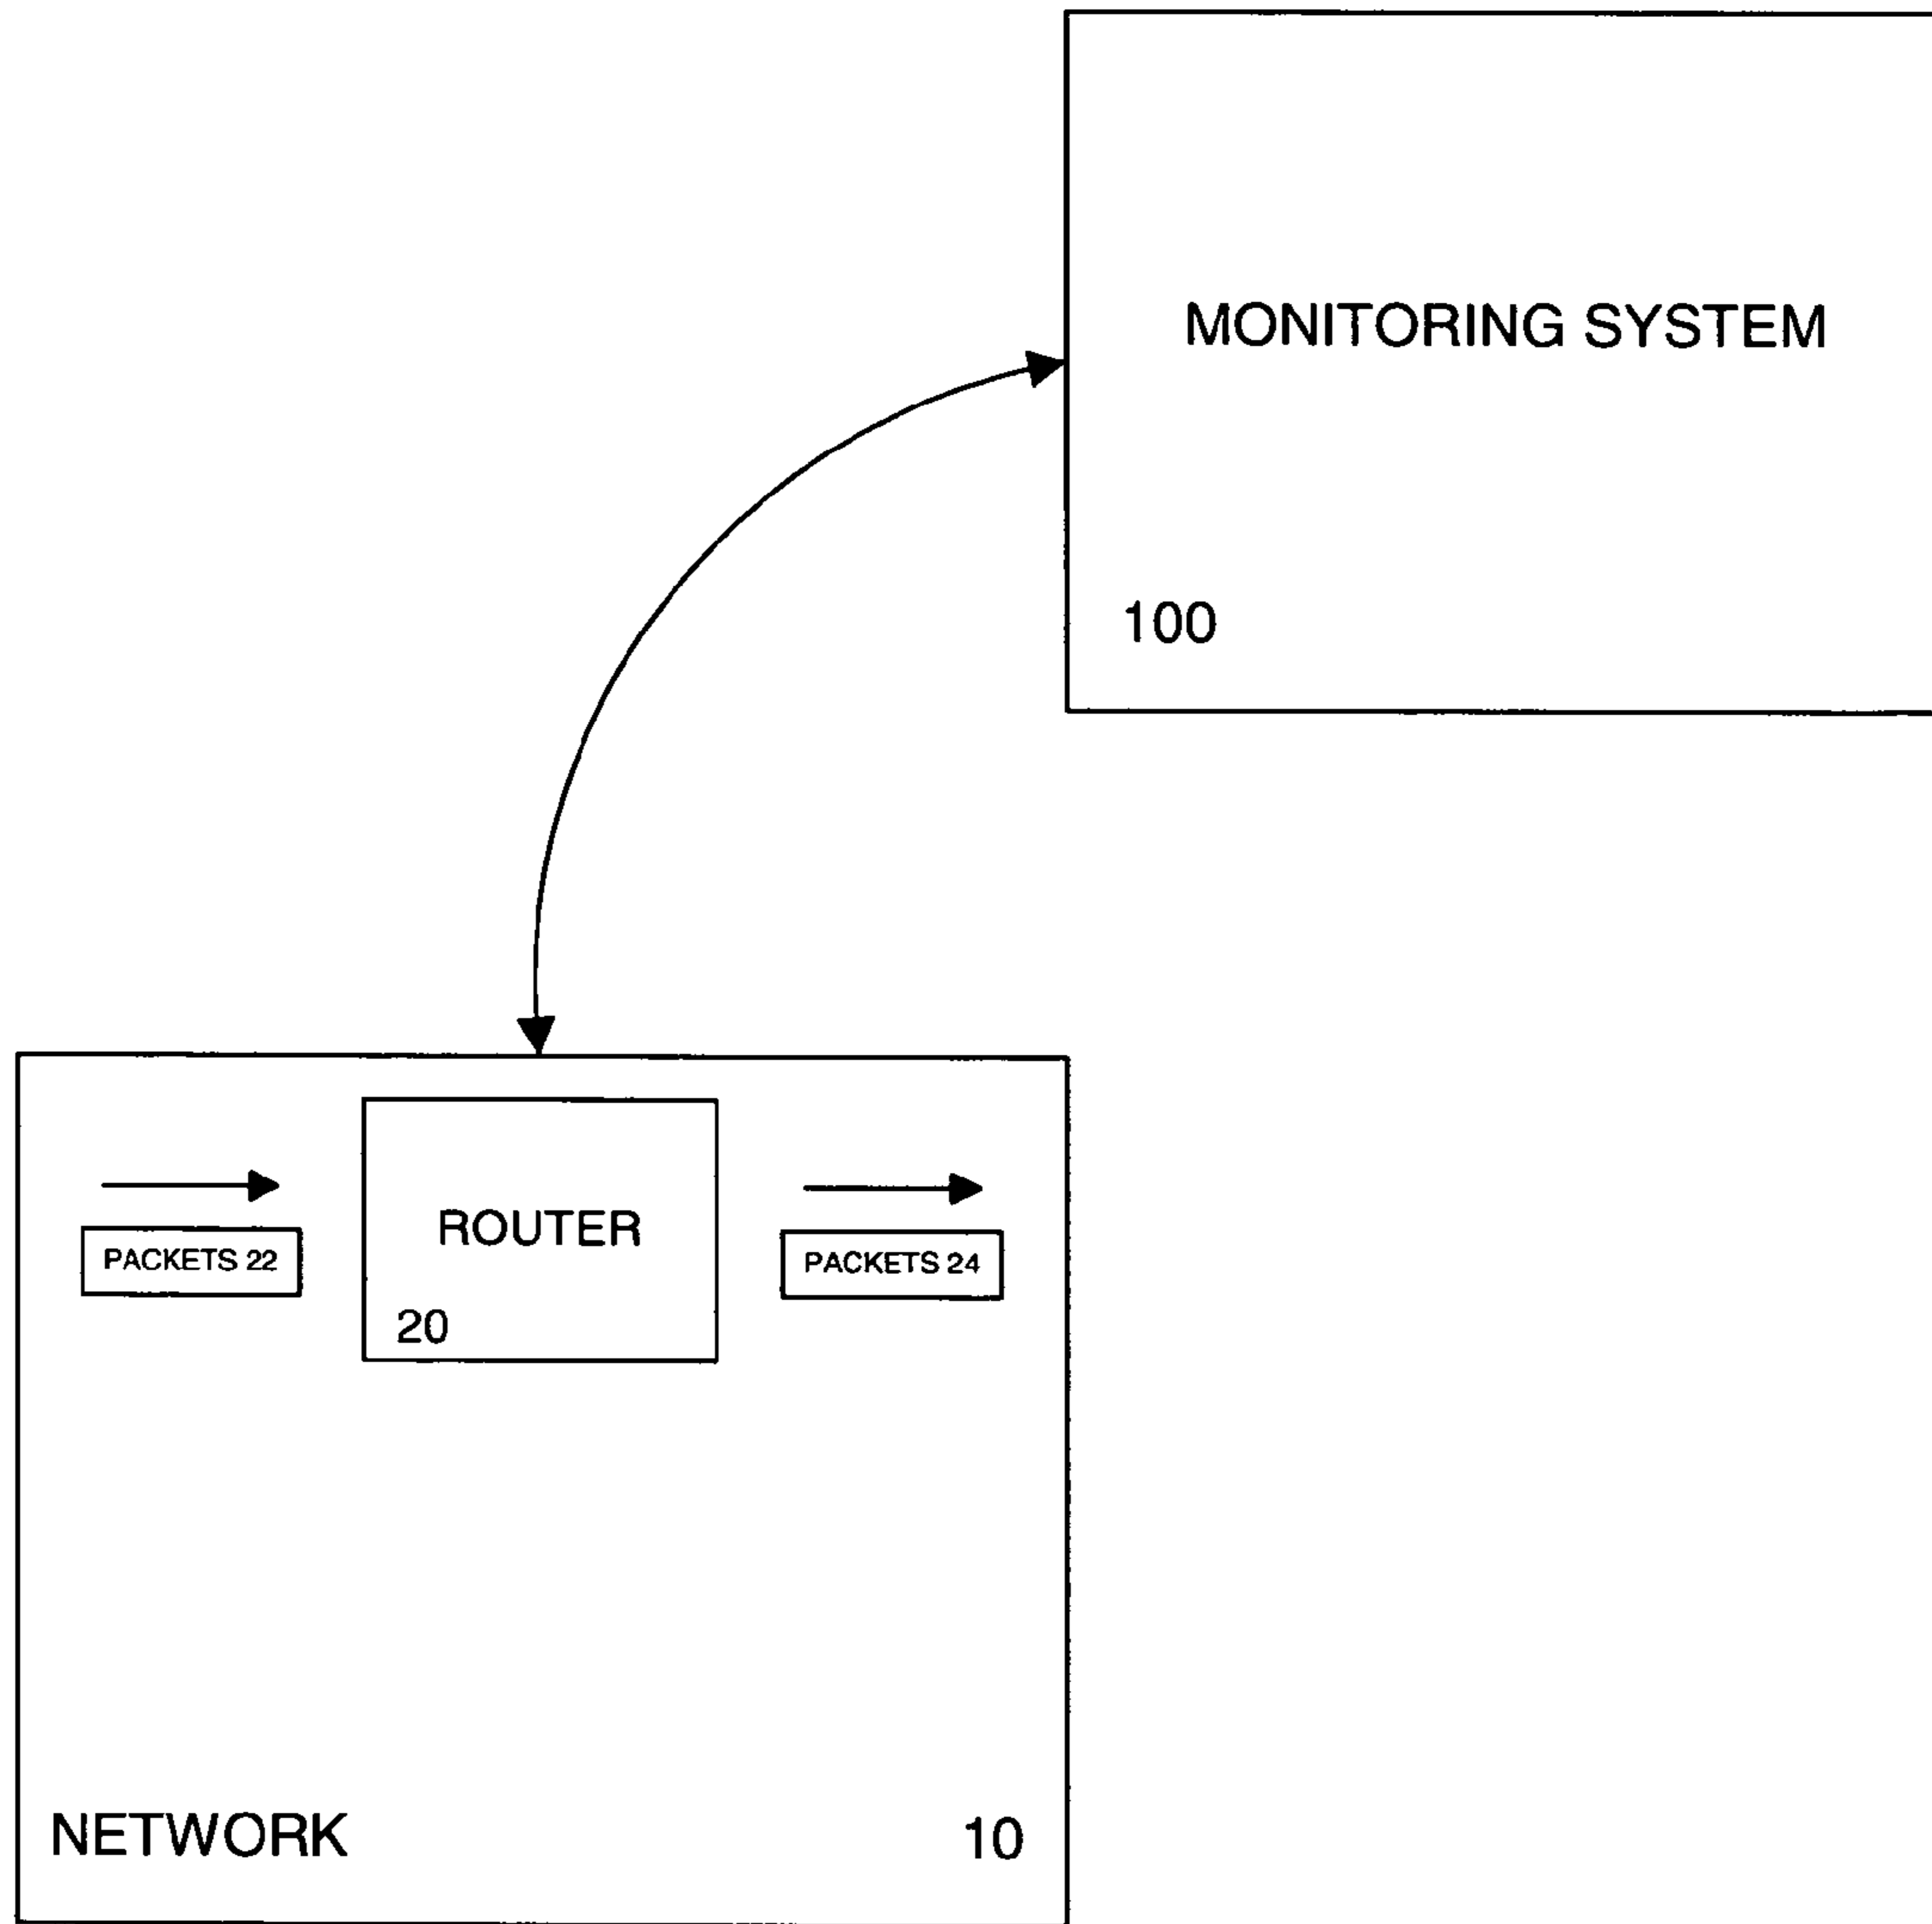 MONITORING SYSTEM
100
ROUTER
20
PACKETS 22
PACKETS 24
NETWORK
10